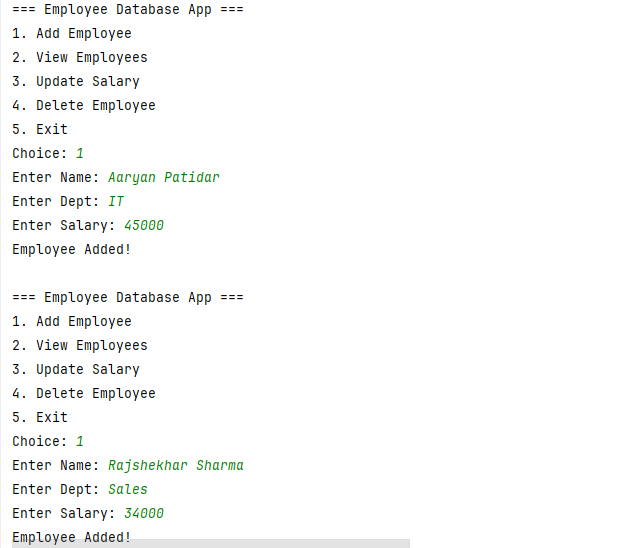 === Employee Database App ===
1. Add Employee
2. View Employees
3. Update Salary
4. Delete Employee
5. Exit
Choice: 1
Enter Name: Aaryan Patidar
Enter Dept: IT
Enter Salary: 45000
Employee Added!
=== Employee Database App ===
1. Add Employee
2. View Employees
3. Update Salary
4. Delete Employee
5. Exit
Choice: 1
Enter Name: Rajshekhar Sharma
Enter Dept: Sales
Enter Salary: 34000
Employee Added!